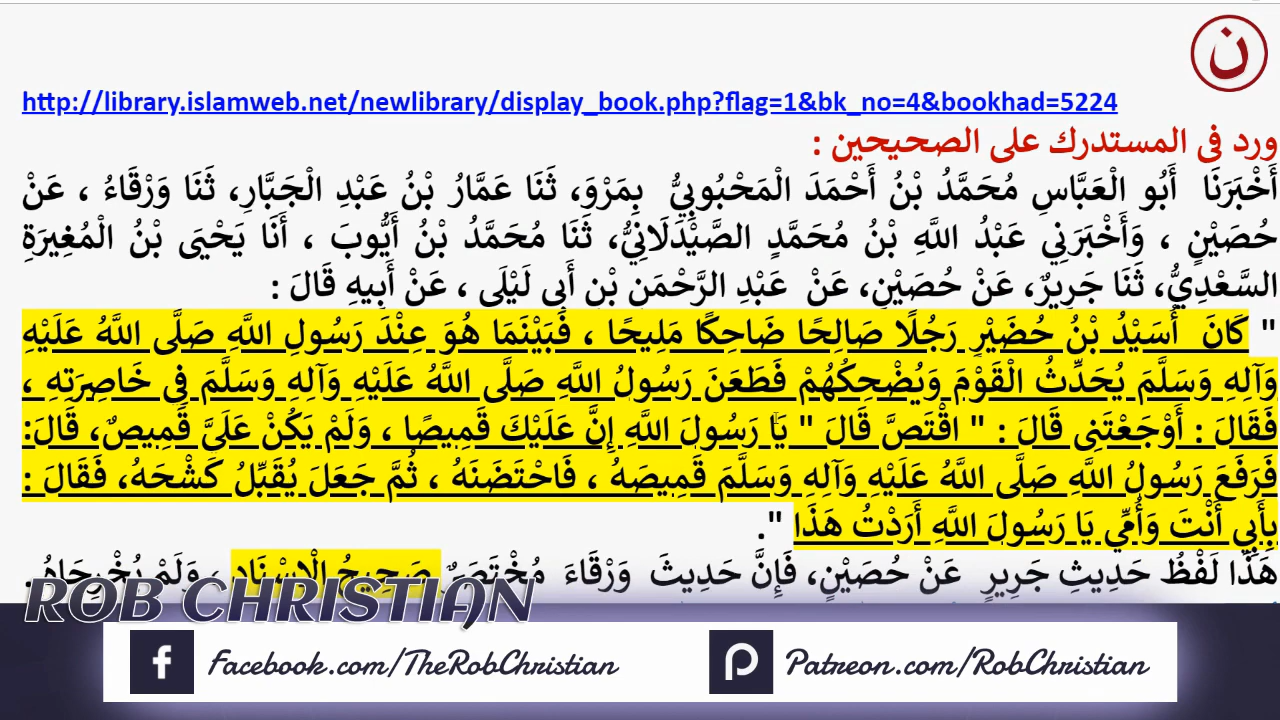 ن
http://library.islamweb.net/newlibrary/display_book.php?flag=1&bk_no=4&bookhad=5224
ورد فى المستدرك على الصحيحين :
أَخْبَرَنَا أَبُو الْعَبَّاسِ مُحَمَّدُ بْنُ أَحْمَدَ الْمَحْبُوبِيُّ بِمَرْوَ، ثَنَا عَمَّارُ بْنُ عَبْدِ الْجَبَّارِ، ثَنَا وَرْقَاءُ ، عَنْ
حُصَيْنٍ ، وَأَخْبَرَنِي عَبْدُ اللَّهِ بْنُ مُحَمَّدٍ الصَّيْدَلَانِيُّ، ثَنَا مُحَمَّدُ بْنُ أَيُّوبَ ، أَنَا يَحْيَى بْنُ الْمُغِيرَةِ
السَّعْدِيُّ، ثَنَا جَرِيرٌ، عَنْ حُصَيْنٍ، عَنْ عَبْدِ الرَّحْمَنِ بْنِ أَبِي لَيْلَى ، عَنْ أَبِيهِ قَالَ :
" كَانَ أُسَيْدُ بْنُ حُضَيْرٍ رَجُلًا صَالِحًا ضَاحِكًا مَلِيحًا ، فَبَيْنَمَا هُوَ عِنْدَ رَسُولِ اللَّهِ صَلَّى اللَّهُ عَلَيْهِ
وَآلِهِ وَسَلَّمَ يُحَدِّثُ الْقَوْمَ وَيُضْحِكُهُمْ فَطَعَنَ رَسُولُ اللَّهِ صَلَّى اللَّهُ عَلَيْهِ وَآلِهِ وَسَلَّمَ فِي خَاصِرَتِهِ ،
فَقَالَ : أَوْجَعْتَنِي قَالَ : " اقْتَصَّ قَالَ " يَا رَسُولَ اللَّهِ إِنَّ عَلَيْكَ قَمِيصًا ، وَلَمْ يَكُنْ عَلَيَّ قَمِيصٌ، قَالَ:
فَرَفَعَ رَسُولُ اللَّهِ صَلَّى اللَّهُ عَلَيْهِ وَآلِهِ وَسَلَّمَ قَمِيصَهُ ، فَاحْتَضَنَهُ ، ثُمَّ جَعَلَ يُقَبِّلُ كَشْحَهُ، فَقَالَ :
بِأَبِي أَنْتَ وَأُمِّي يَا رَسُولَ اللَّهِ أَرَدْتُ هَذَا ".
هَذَا لَفْظُ حَدِيثِ جَرِيرٍ عَنْ حُصَيْنٍ، فَإِنَّ حَدِيثَ وَرْقَاءَ مُخْتَصَرٌ صَحِيحُ الْإِسْنَادِ ، وَلَمْ يُخْرِجَاهُ.
ROB CHRISTIAN
Facebook.com/TheRobChristian
Patreon.com/RobChristian